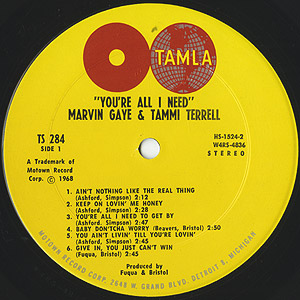 TAMLA
"YOU'RE ALL I NEED"
MARVIN GAYE & TAMMI TERRELL
TS 284
SIDE 1
HS-1524-2
W4RS-4836
STEREO
A Trademark of
Motown Record
Corp. © 1968
1 AIN'T NOTHING LIKE THE REAL THING
(Ashford, Simpson) 2:12
2 KEEP ON LOVIN' ME HONEY
(Ashford, Simpson) 2:28
3 YOU'RE ALL I NEED TO GET BY
(Ashford, Simpson) 2:47
4 BABY DON'TCHA WORRY (Beavers, Bristol) 2:50
5 YOU AIN'T LIVIN' TILL YOU'RE LOVIN'
(Ashford, Simpson) 2:45
6 GIVE IN, YOU JUST CAN'T WIN
(Fuqua, Bristol) 2:45
Produced by
Fuqua & Bristol
MOTOWN RECORD CORP. 2648 W. GRAND BLVD. DETROIT 8, MICHIGAN